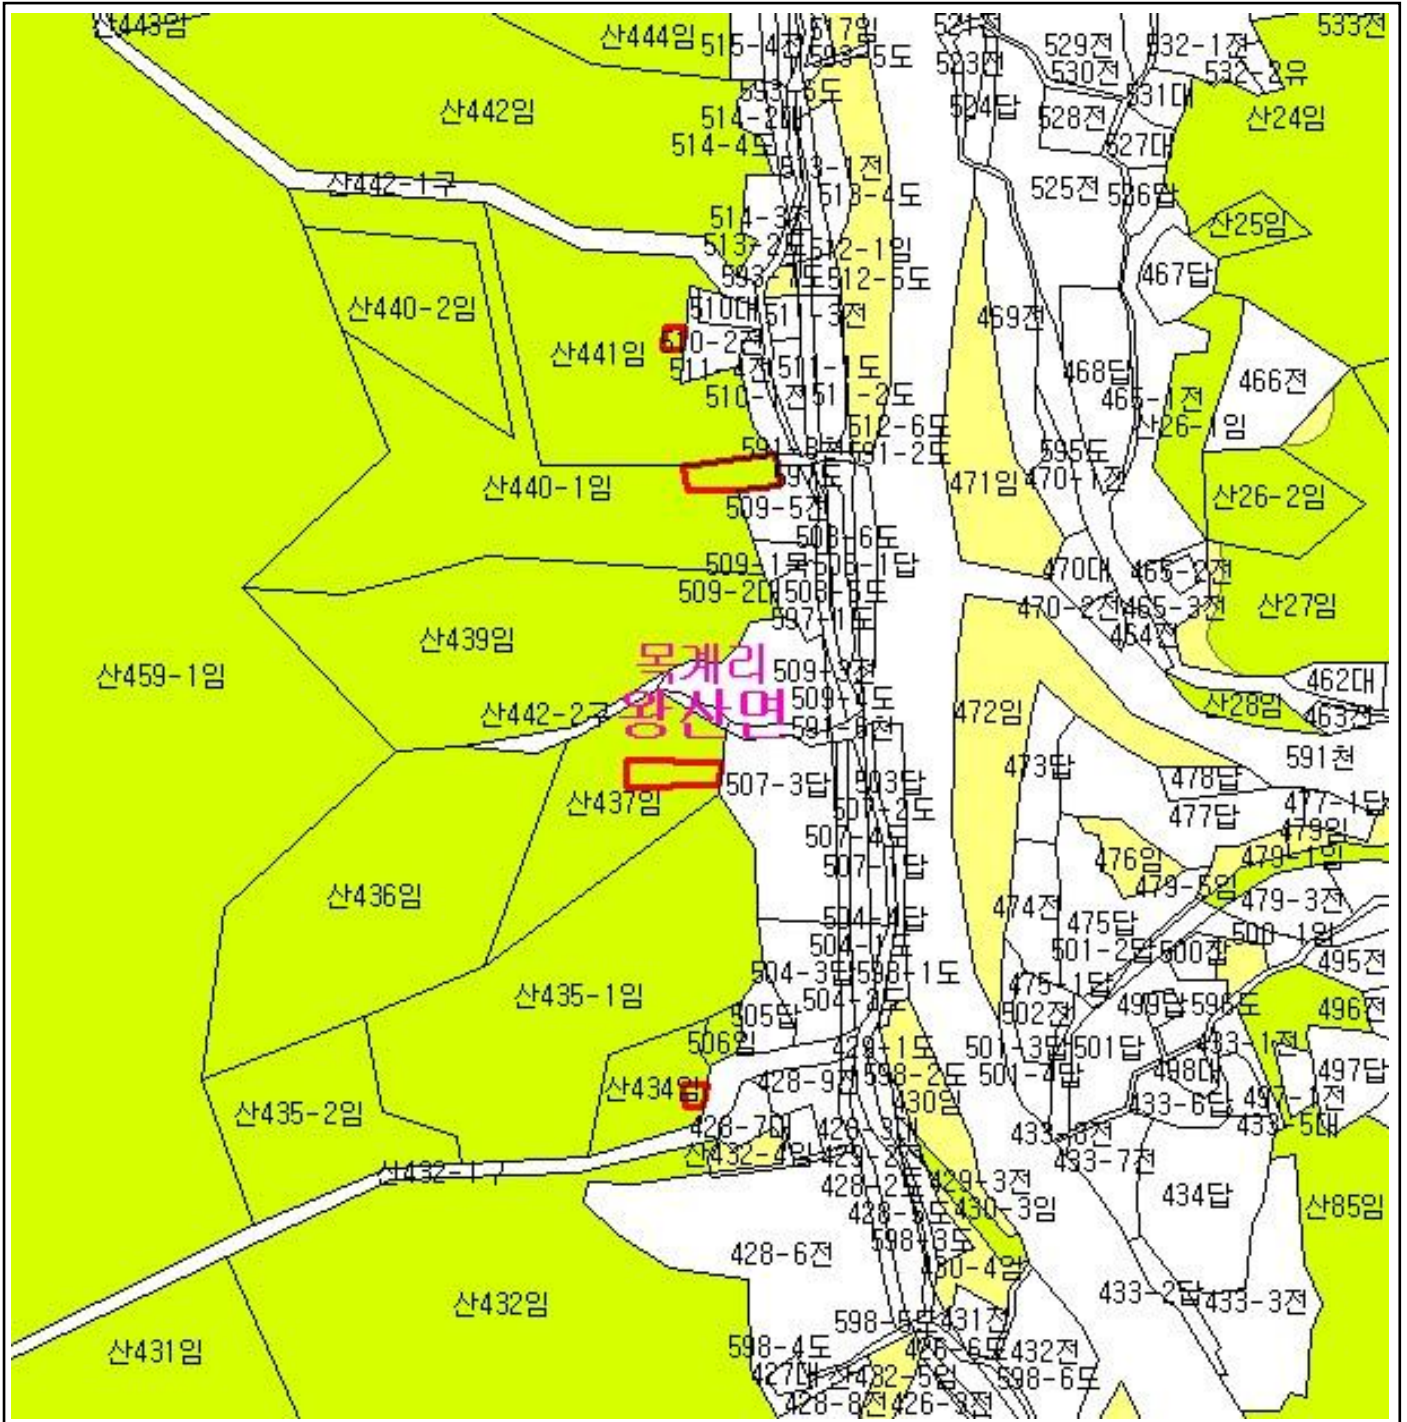 산443임
산444임
515-4전
517임
593-5도
521전
523전
529전
530전
532-1전
532-2유
533전
산442임
593-6도
514-2대
514-4도
524답
528전
531대
527대
산24임
산442-1구
513-1전
513-4도
525전
526답
산25임
514-3전
513-2도
512-1임
593-1도
512-5도
467답
산440-2임
510대
511-3전
469전
산441임
510-2전
511-4전
511-1도
510-1전
511-2도
468답
466전
465-1전
산26-1임
512-6도
591-3천
591-2도
595도
470-1전
산440-1임
471임
산26-2임
509-5전
508-6도
509-1목
508-1답
509-2대
508-5도
597-1도
470대
465-2전
470-2전
465-3전
464전
산27임
산439임
목계리
509-3전
산459-1임
462대
산442-2구
왕산면
509-4도
591-6천
472임
산28임
463전
591천
507-3답
503답
473답
478답
477-1답
산437임
507-2도
507-4도
477답
479임
507-1답
476임
479-1임
479-5임
산436임
504-4답
474전
475답
479-3전
504-1도
501-2답
500전
500-1임
495전
504-3답
598-1도
산435-1임
504-2도
475-1답
499답
596도
496전
505답
502전
506임
429-1도
501-3답
501답
433-1전
산434임
428-9전
598-2도
501-4답
498대
497답
430임
433-6답
497-1전
산435-2임
428-7대
428-3대
433-8전
433-5대
산432-4임
산432-1구
433-7전
428-2도
429-3전
434답
428-5도
430-3임
산85임
598-3도
428-6전
430-4임
산432임
433-2답
433-3전
598-5도
431전
산431임
598-4도
426-6도
432전
427대
산432-5임
598-6도
428-8전
426-3전